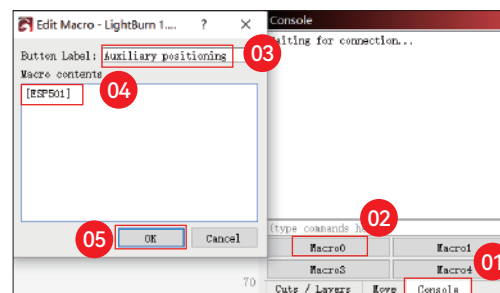 Edit Macro - LightBurn 1.... ? ×
Button Label: Auxiliary positioning 03
Macro contents
04
[ESP501]
05 OK Cancel
70
Console
Waiting for connection...
(type commands h
02
Macro0 Macro1
01
Macro3 Macro4
Cuts / Layers Move Console